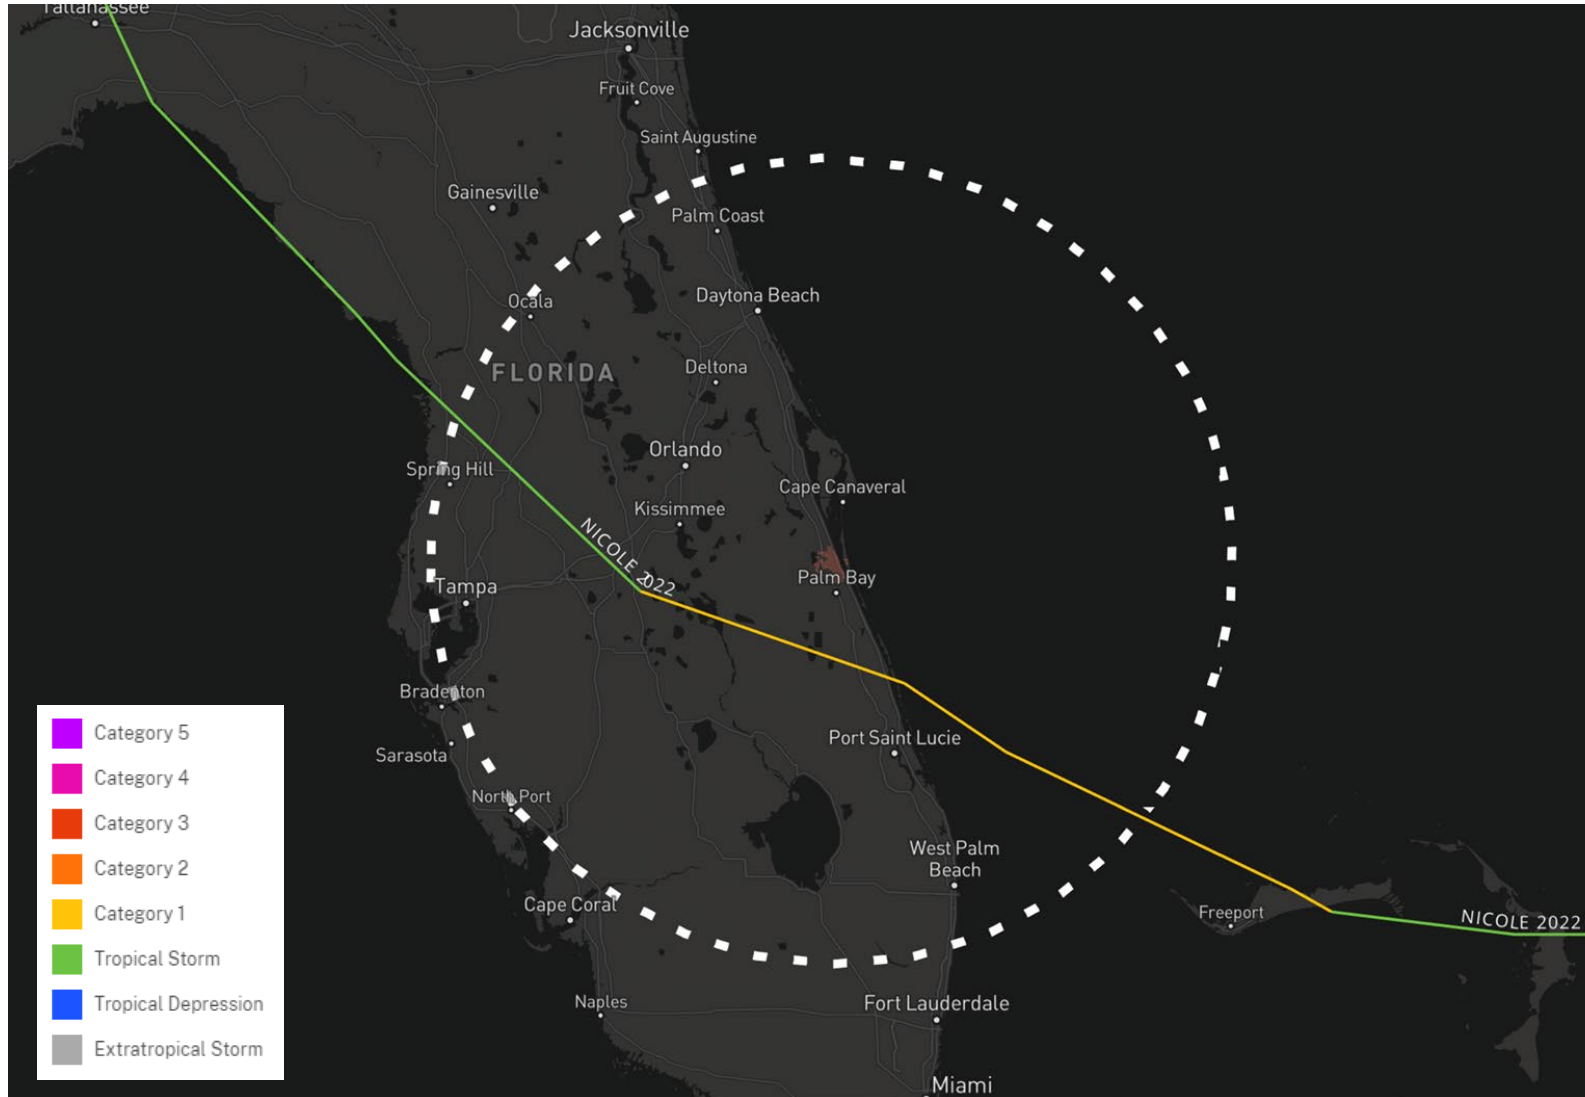 Tallahassee
Jacksonville
Fruit Cove
Saint Augustine
Gainesville
Palm Coast
Ocala
Daytona Beach
FLORIDA
Deltona
Orlando
Spring Hill
Cape Canaveral
Kissimmee
NICOLE 2022
Tampa
Palm Bay
Bradenton
Sarasota
Port Saint Lucie
North Port
West Palm
Beach
Cape Coral
Freeport
NICOLE 2022
Naples
Fort Lauderdale
Miami
Category 5
Category 4
Category 3
Category 2
Category 1
Tropical Storm
Tropical Depression
Extratropical Storm